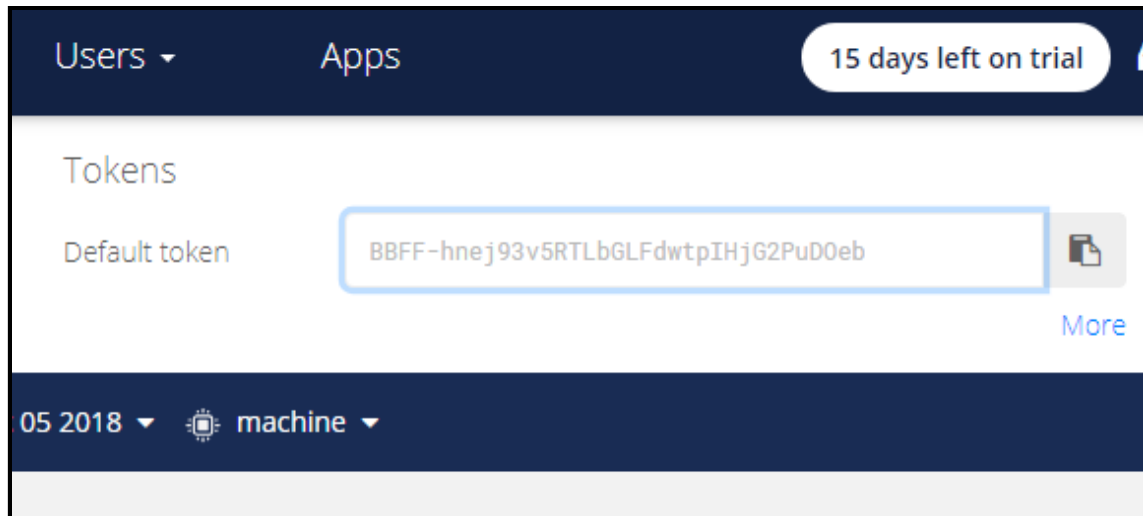 Users Apps 15 days left on trial
Tokens
Default token BBFF-hnej93v5RTLbGLFdwtpIHjG2PuDOeb
More
05 2018 machine